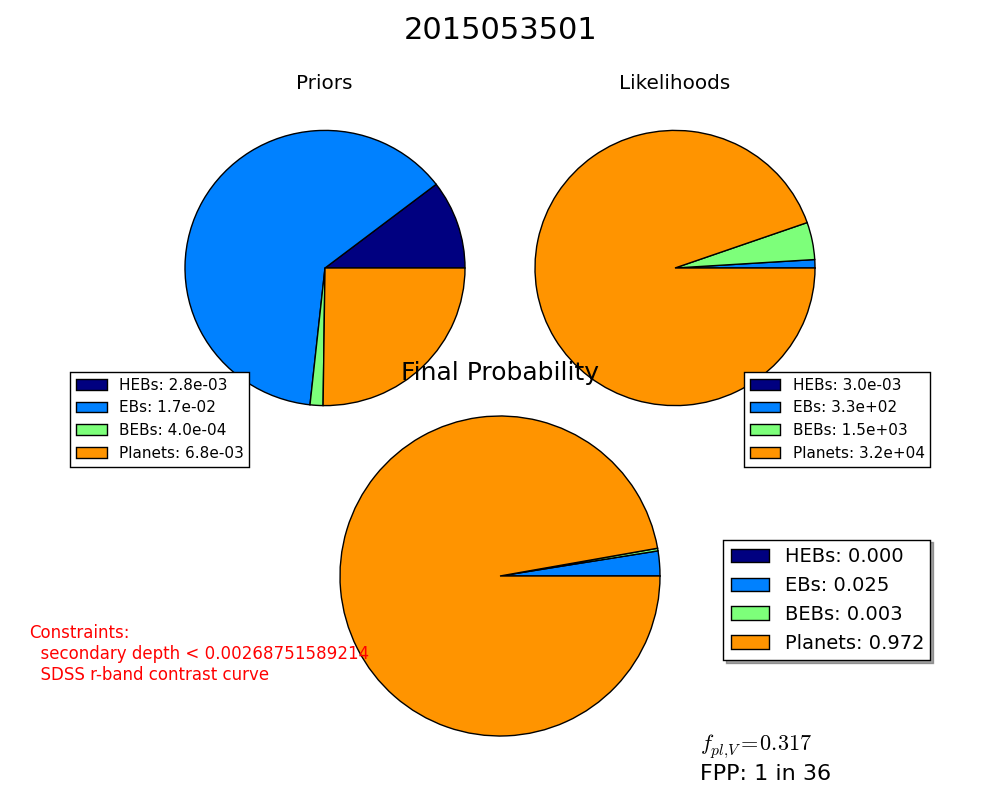 2015053501
Priors
Likelihoods
HEBs: 2.8e-03
EBs: 1.7e-02
BEBs: 4.0e-04
Planets: 6.8e-03
Final Probability
HEBs: 3.0e-03
EBs: 3.3e+02
BEBs: 1.5e+03
Planets: 3.2e+04
HEBs: 0.000
EBs: 0.025
BEBs: 0.003
Planets: 0.972
Constraints:
secondary depth < 0.00268751589214
SDSS r-band contrast curve
f_{pl,V}=0.317
FPP: 1 in 36